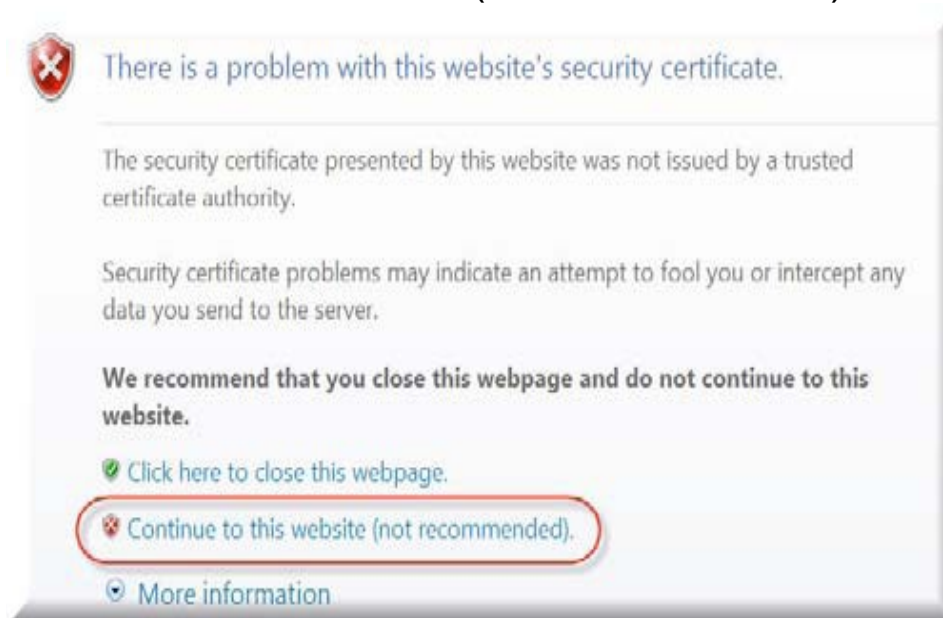 There is a problem with this website's security certificate.
The security certificate presented by this website was not issued by a trusted
certificate authority.
Security certificate problems may indicate an attempt to fool you or intercept any
data you send to the server.
We recommend that you close this webpage and do not continue to this
website.
Click here to close this webpage.
Continue to this website (not recommended).
More information